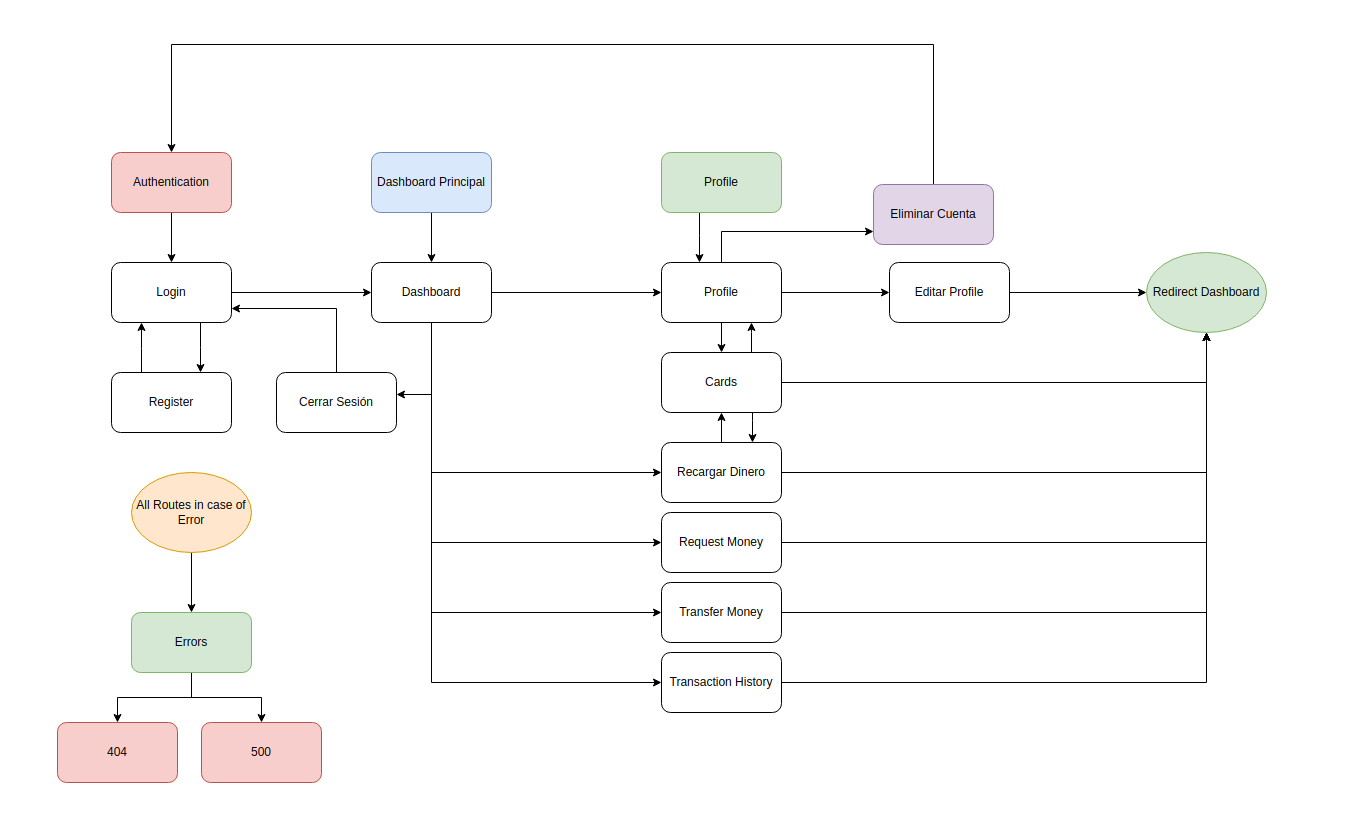 Authentication
Dashboard Principal
Profile
Eliminar Cuenta
Login
Dashboard
Profile
Editar Profile
Redirect Dashboard
Register
Cerrar Sesión
Cards
Recargar Dinero
All Routes in case of
Error
Request Money
Transfer Money
Errors
Transaction History
404
500